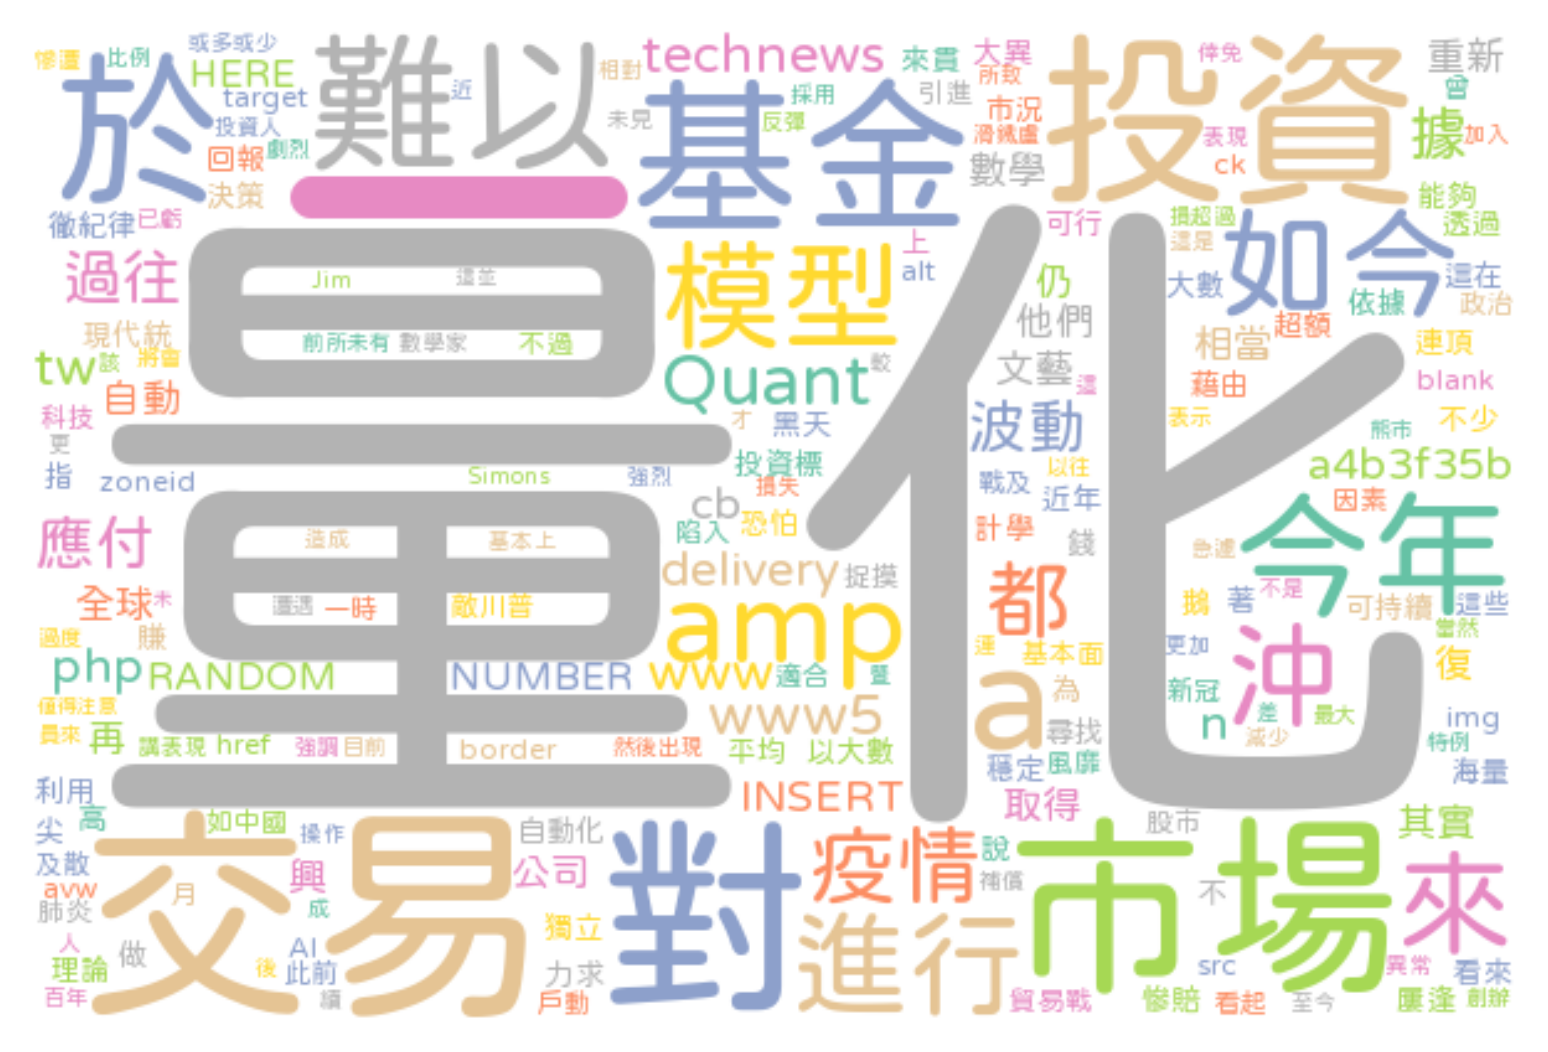 慘遭 比例 或多或少 難以 相對 technews 來貫 大異 投資 倖免 重新
於 HERE target 近 基金 採用 引進 所致 曾
投資人 未見 反彈 市況 據 加入
回報 劇烈 滑鐵盧 表現
決策 數學 ck 能夠
徹紀律 已虧 可行 損超過 如今 透過
過往 量化 模型 上 這是
Jim 這並 alt 仍 大數 這在
現代統 他們 依據 政治
前所未有 數學家 不過 相當 超額 連頂
tw 該 將會 Quant 較 文藝 這 藉由 blank
自動
科技 才 黑天 波動 表示 熊市 不少
更 投資標 a4b3f35b
指 zoneid Simons 強烈 損失 戰及 以往
cb 近年 因素
應付 造成 基本上 陷入 恐怕 計學 錢 急遽 今年
delivery 捉摸
全球 未 遭遇 一時 敵川普 amp 都 鵝 著 不是 可持續 這些
過度 賺 運 基本面 更加 沖 當然
php RANDOM NUMBER www 適合 暨 a 為 新冠 復
值得注意 www5 n 差 最大 img
員來 再 講表現 href 強調 目前 border 然後出現 平均 以大數 尋找 減少 特例
利用 INSERT 穩定 風靡 海量
取得
尖 高 如中國 操作 自動化 對 疫情 說 市場 股市 其實
及散 交易 興 公司 補償 不 來
avw 月
肺炎 成 獨立 進行
人 做 AI
理論 後 此前 力求 src 異常 看來
百年 續 戶動 貿易戰 慘賠 看起 至今 屢逢 創辦